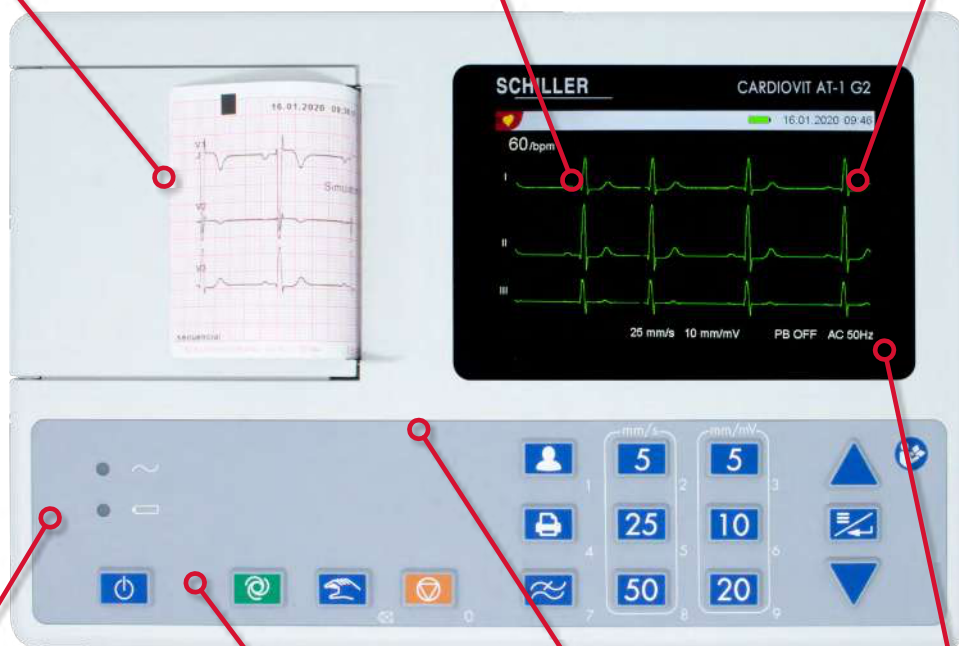 SCHILLER
CARDIOVIT AT-1 G2
16.01.2020 09:46
60/bpm
I
II
III
25 mm/s 10 mm/mV PB OFF AC 50Hz
16.01.2020
V1
V2
V3
sequential
mm/s mm/mV
5 5
1 2 3
25 10
4 5 6
50 20
0 7 8 9